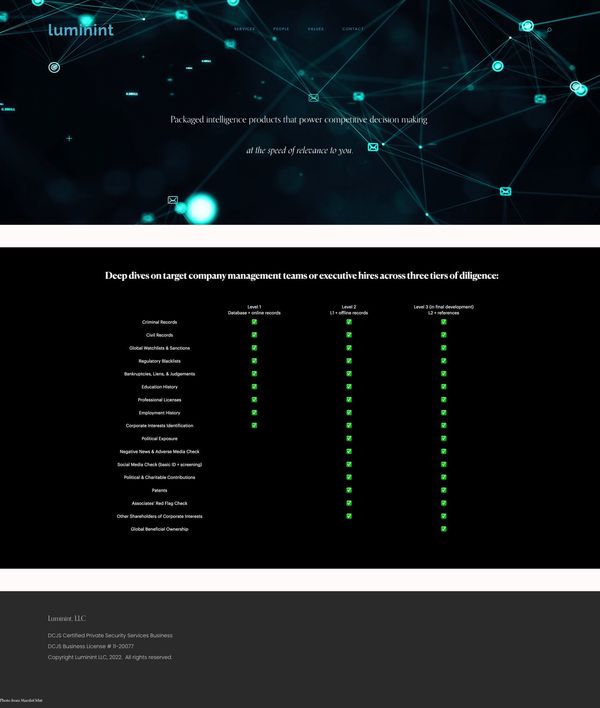 luminint
SERVICES PEOPLE VALUES CONTACT
Packaged intelligence products that power competitive decision making
at the speed of relevance to you.
Deep dives on target company management teams or executive hires across three tiers of diligence:
Level 1 Level 2 Level 3 (in final development)
Database + online records L1 + offline records L2 + references
Criminal Records
Civil Records
Global Watchlists & Sanctions
Regulatory Blacklists
Bankruptcies, Liens, & Judgements
Education History
Professional Licenses
Employment History
Corporate Interests Identification
Political Exposure
Negative News & Adverse Media Check
Social Media Check (basic ID + screening)
Political & Charitable Contributions
Patents
Associates' Red Flag Check
Other Shareholders of Corporate Interests
Global Beneficial Ownership
Luminint, LLC
DCJS Certified Private Security Services Business
DCJS Business License # 11-20077
Copyright Luminint LLC, 2022. All rights reserved.
Photo from